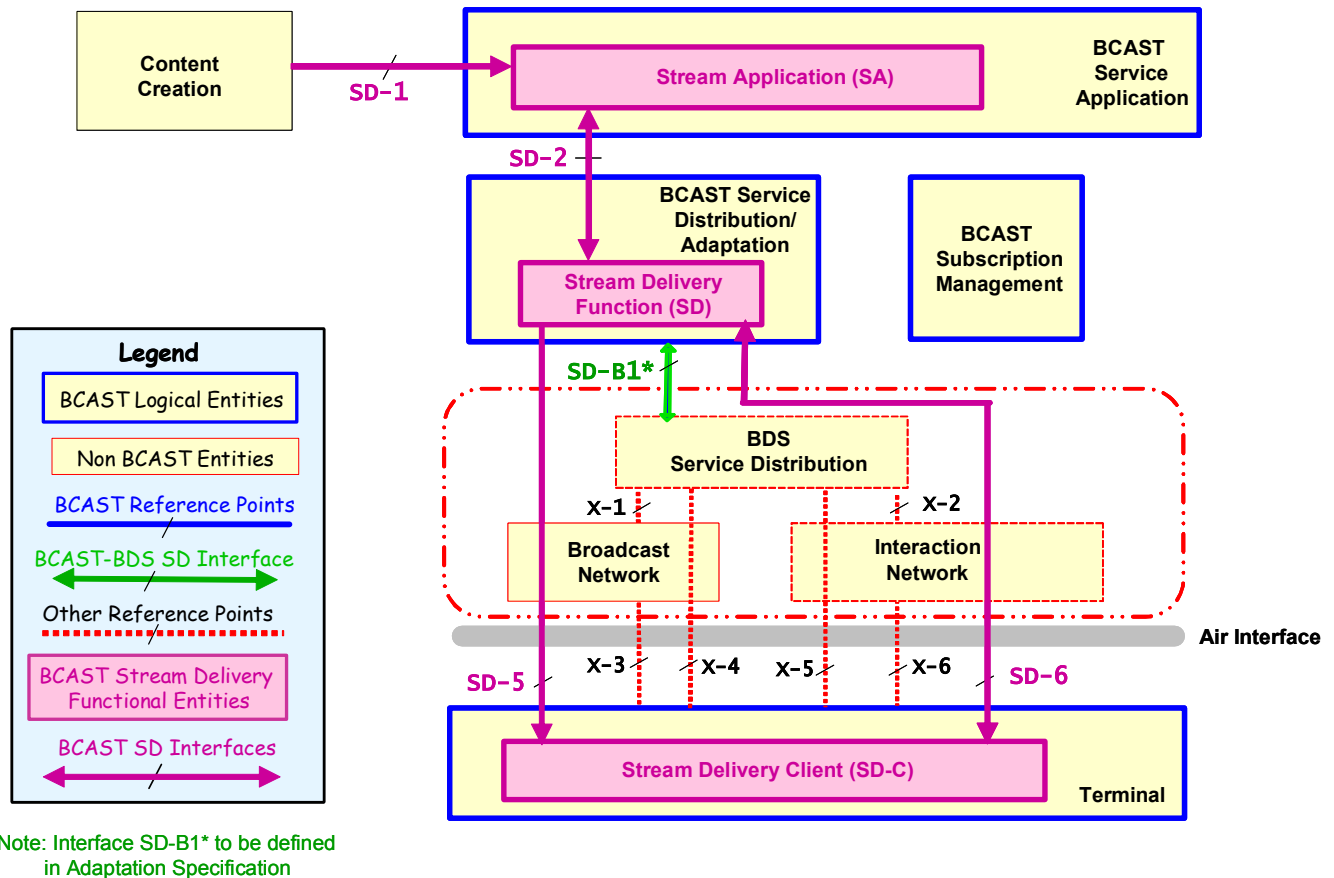 Content
Creation
SD-1
Stream Application (SA)
BCAST
Service
Application
SD-2
BCAST Service
Distribution/
Adaptation
Stream Delivery
Function (SD)
BCAST
Subscription
Management
Legend
BCAST Logical Entities
Non BCAST Entities
BCAST Reference Points
BCAST-BDS SD Interface
Other Reference Points
BCAST Stream Delivery
Functional Entities
BCAST SD Interfaces
SD-B1*
BDS
Service Distribution
X-1
X-2
Broadcast
Network
Interaction
Network
Air Interface
X-3
X-4
X-5
X-6
SD-5
SD-6
Stream Delivery Client (SD-C)
Terminal
Note: Interface SD-B1* to be defined
in Adaptation Specification